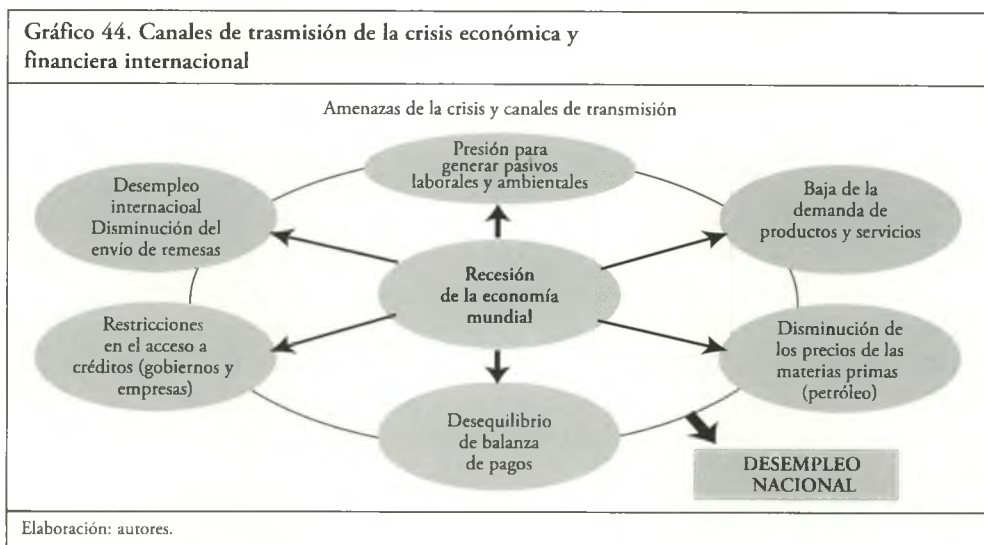 Gráfico 44. Canales de trasmisión de la crisis económica y
financiera internacional
Amenazas de la crisis y canales de transmisión
Presión para
generar pasivos
laborales y ambientales
Desempleo
internacioal
Disminución del
envío de remesas
Baja de la
demanda de
productos y servicios
Recesión
de la economía
mundial
Restricciones
en el acceso a
créditos (gobiernos y
empresas)
Disminución de
los precios de las
materias primas
(petróleo)
Desequilibrio
de balanza
de pagos
DESEMPLEO
NACIONAL
Elaboración: autores.